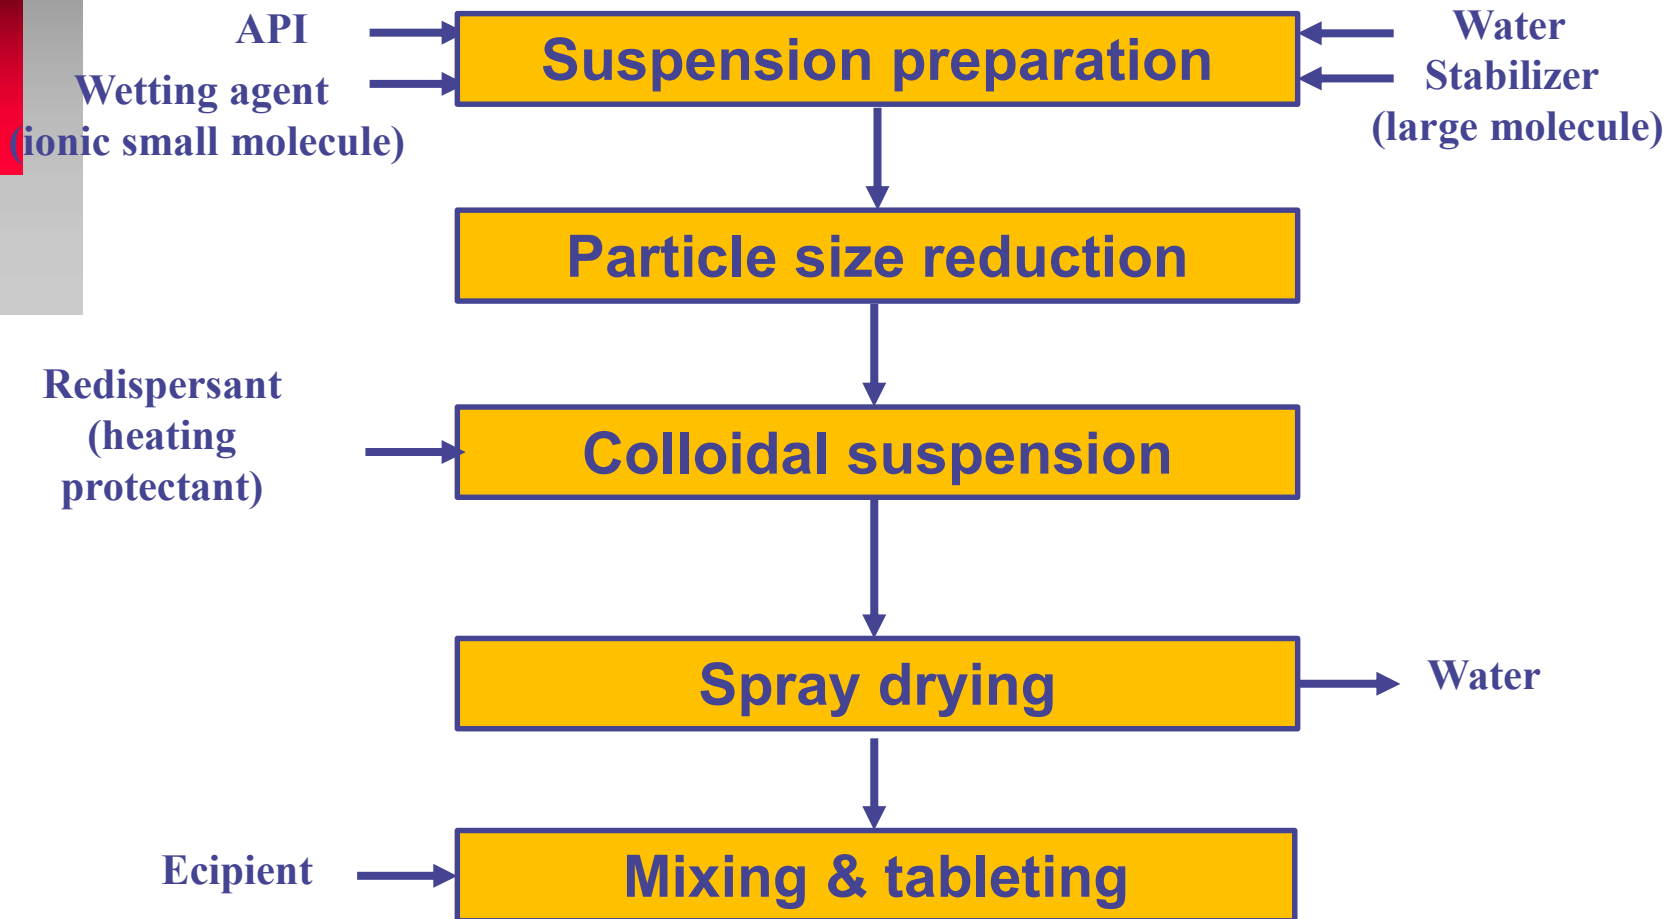 API
Wetting agent
(ionic small molecule)
Suspension preparation
Water
Stabilizer
(large molecule)
Particle size reduction
Redispersant
(heating
protectant)
Colloidal suspension
Spray drying
Water
Ecipient
Mixing & tableting